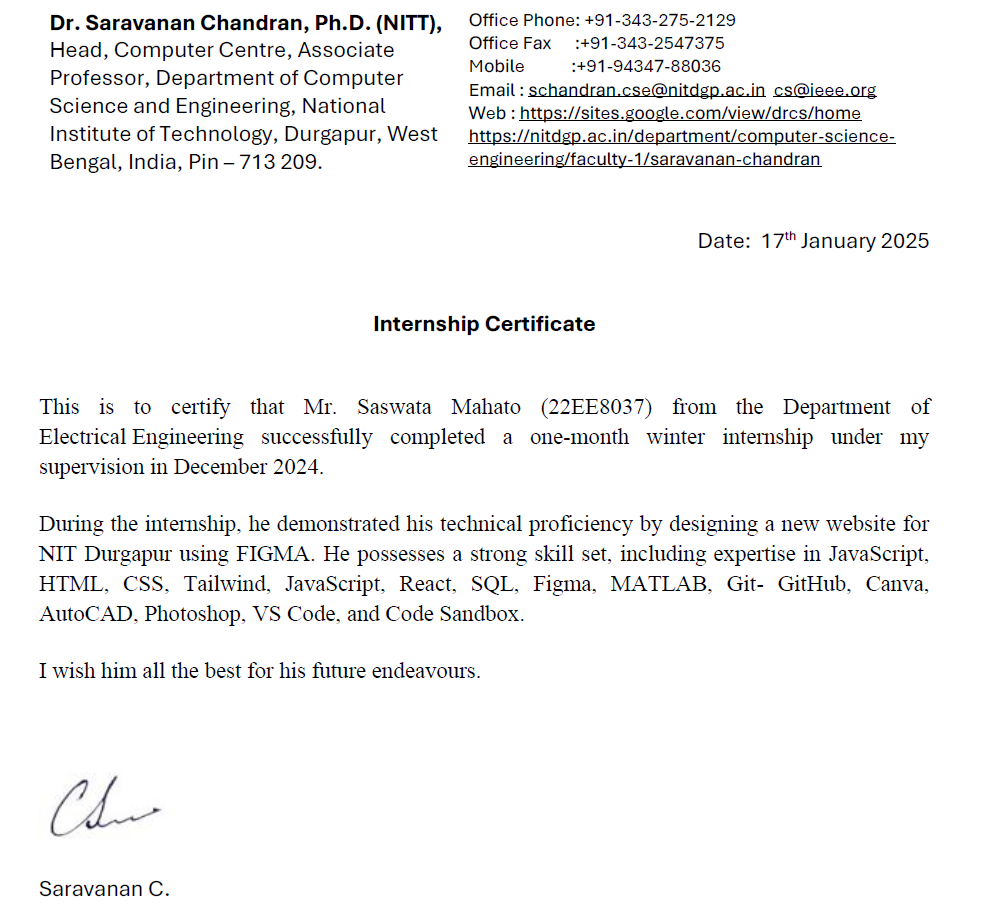 Dr. Saravanan Chandran, Ph.D. (NITT),
Head, Computer Centre, Associate
Professor, Department of Computer
Science and Engineering, National
Institute of Technology, Durgapur, West
Bengal, India, Pin – 713 209.
Office Phone: +91-343-275-2129
Office Fax :+91-343-2547375
Mobile :+91-94347-88036
Email : schandran.cse@nitdgp.ac.in cs@ieee.org
Web : https://sites.google.com/view/drcs/home
https://nitdgp.ac.in/department/computer-science-
engineering/faculty-1/saravanan-chandran
Date: 17th January 2025
Internship Certificate
This is to certify that Mr. Saswata Mahato (22EE8037) from the Department of
Electrical Engineering successfully completed a one-month winter internship under my
supervision in December 2024.
During the internship, he demonstrated his technical proficiency by designing a new website for
NIT Durgapur using FIGMA. He possesses a strong skill set, including expertise in JavaScript,
HTML, CSS, Tailwind, JavaScript, React, SQL, Figma, MATLAB, Git- GitHub, Canva,
AutoCAD, Photoshop, VS Code, and Code Sandbox.
I wish him all the best for his future endeavours.
Saravanan C.